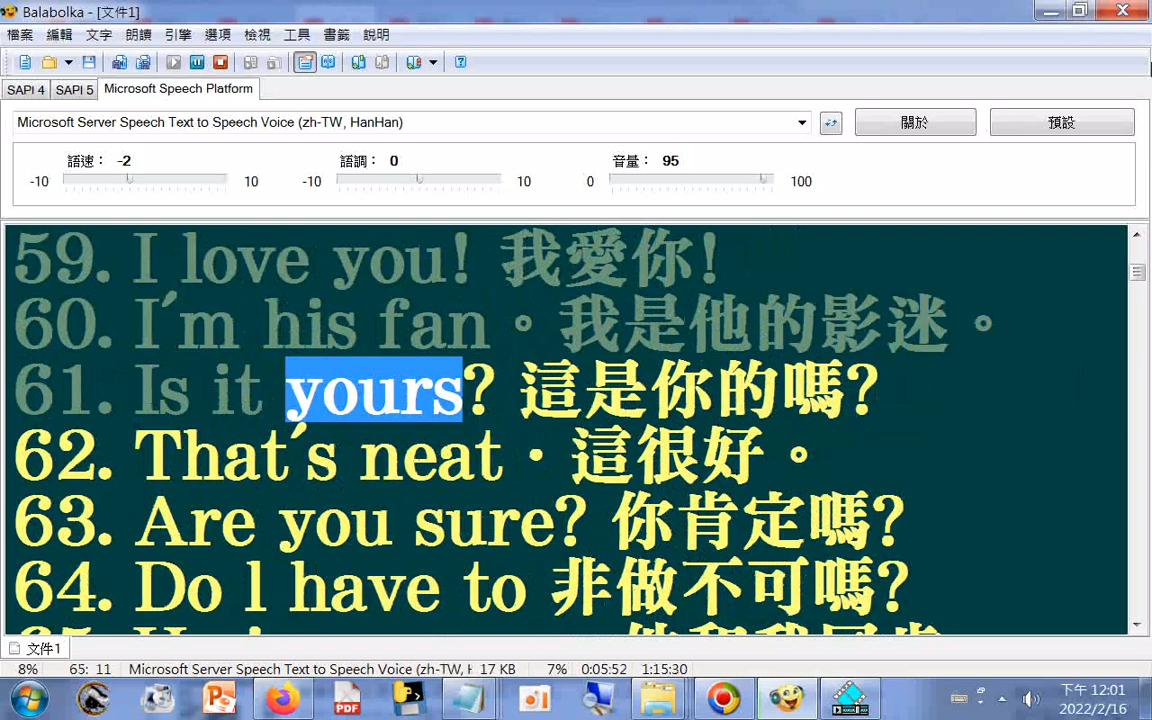 Balabolka - [文件1]
檔案 編輯 文字 朗讀 引擎 選項 檢視 工具 書籤 說明
SAPI 4 SAPI 5 Microsoft Speech Platform
Microsoft Server Speech Text to Speech Voice (zh-TW, HanHan)
關於
預設
語速： -2
語調： 0
音量： 95
-10 10 -10 10 0 100
59. I love you! 我愛你!
60. I´m his fan。我是他的影迷。
61. Is it yours? 這是你的嗎?
62. That´s neat．這很好。
63. Are you sure? 你肯定嗎?
64. Do l have to 非做不可嗎?
文件1
8% 65: 11 Microsoft Server Speech Text to Speech Voice (zh-TW, 17 KB 7% 0:05:52 1:15:30
PDF
下午 12:01
2022/2/16